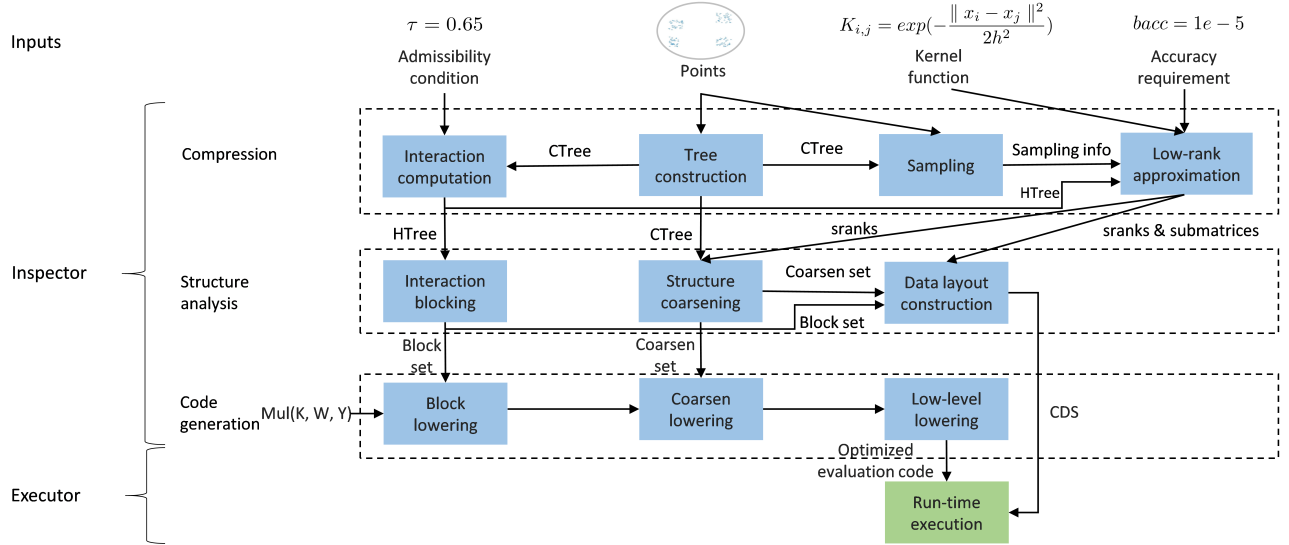 Inputs
τ = 0.65
Admissibility
condition
Points
K_{i,j} = exp(-\frac{‖ x_i − x_j ‖^2}{2h^2})
Kernel
function
bacc = 1e − 5
Accuracy
requirement
Inspector
Compression
Interaction
computation
CTree
Tree
construction
CTree
Sampling
Sampling info
Low-rank
approximation
HTree
HTree
CTree
sranks
sranks & submatrices
Structure
analysis
Interaction
blocking
Structure
coarsening
Coarsen set
Data layout
construction
Block set
Block
set
Coarsen
set
Code
generation
Mul(K, W, Y)
Block
lowering
Coarsen
lowering
Low-level
lowering
CDS
Optimized
evaluation code
Executor
Run-time
execution